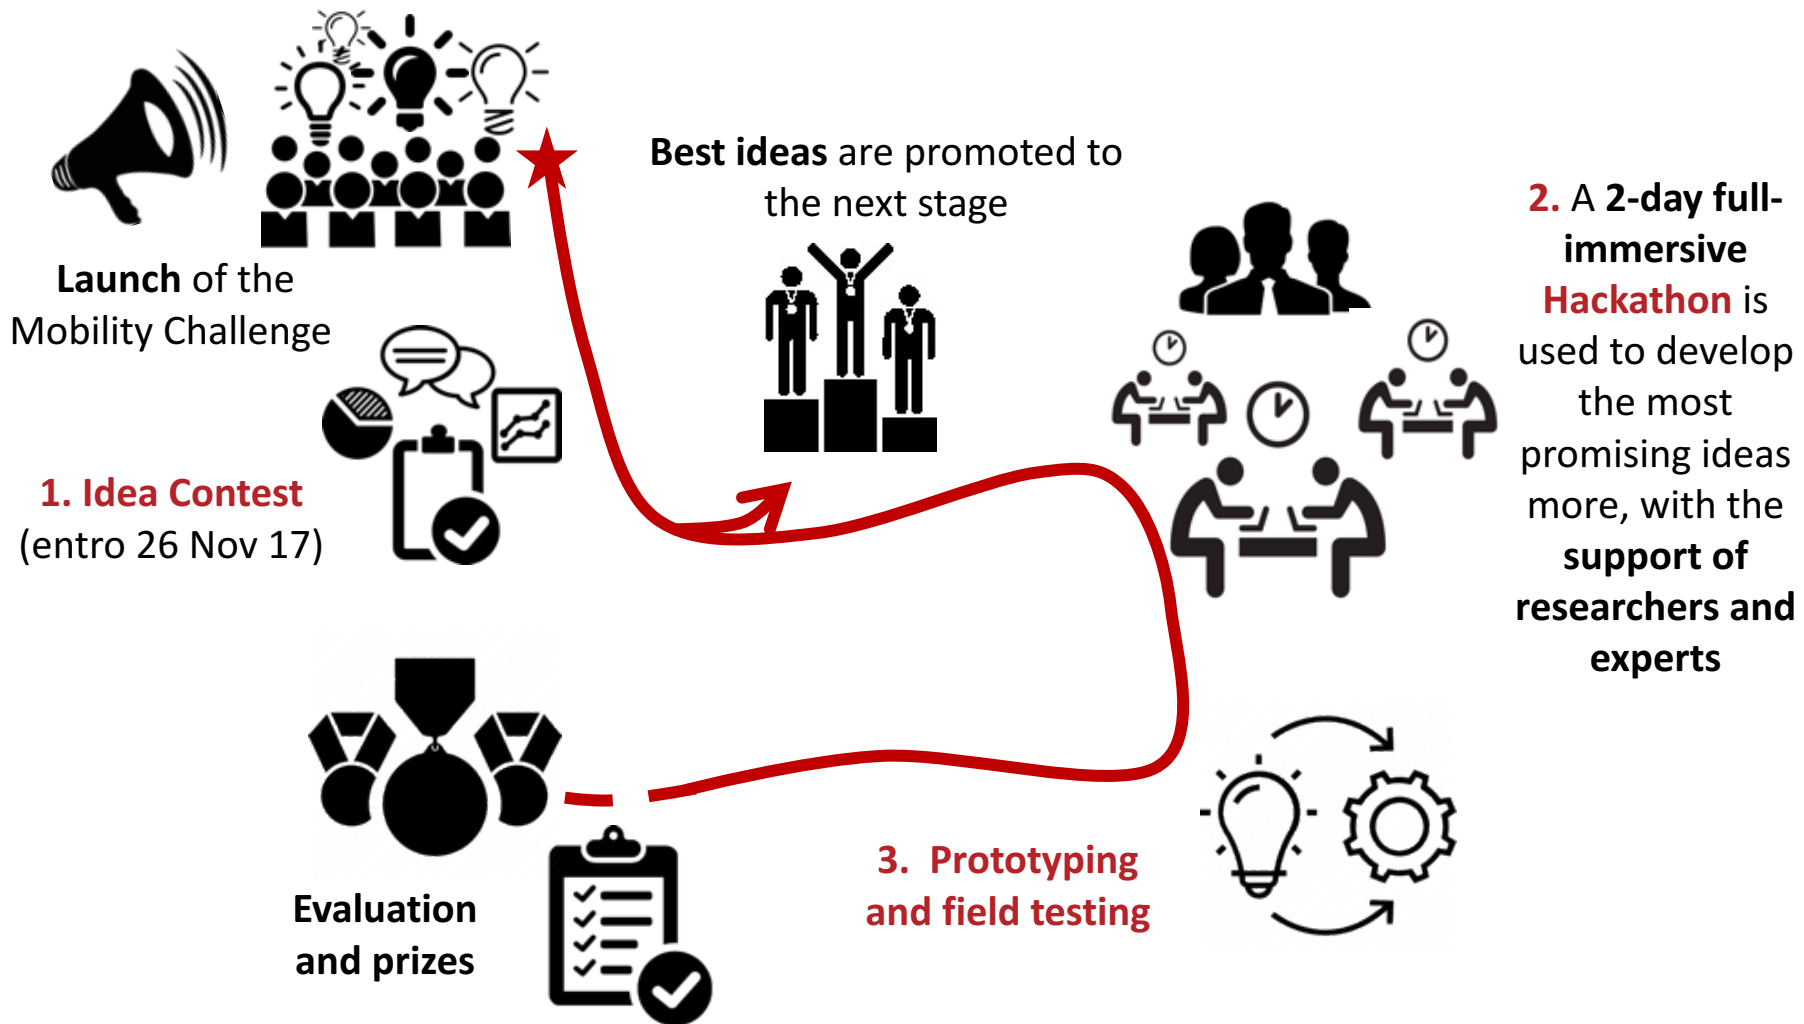 Launch of the
Mobility Challenge
1. Idea Contest
(entro 26 Nov 17)
Best ideas are promoted to
the next stage
2. A 2-day full-
immersive
Hackathon is
used to develop
the most
promising ideas
more, with the
support of
researchers and
experts
3. Prototyping
and field testing
Evaluation
and prizes